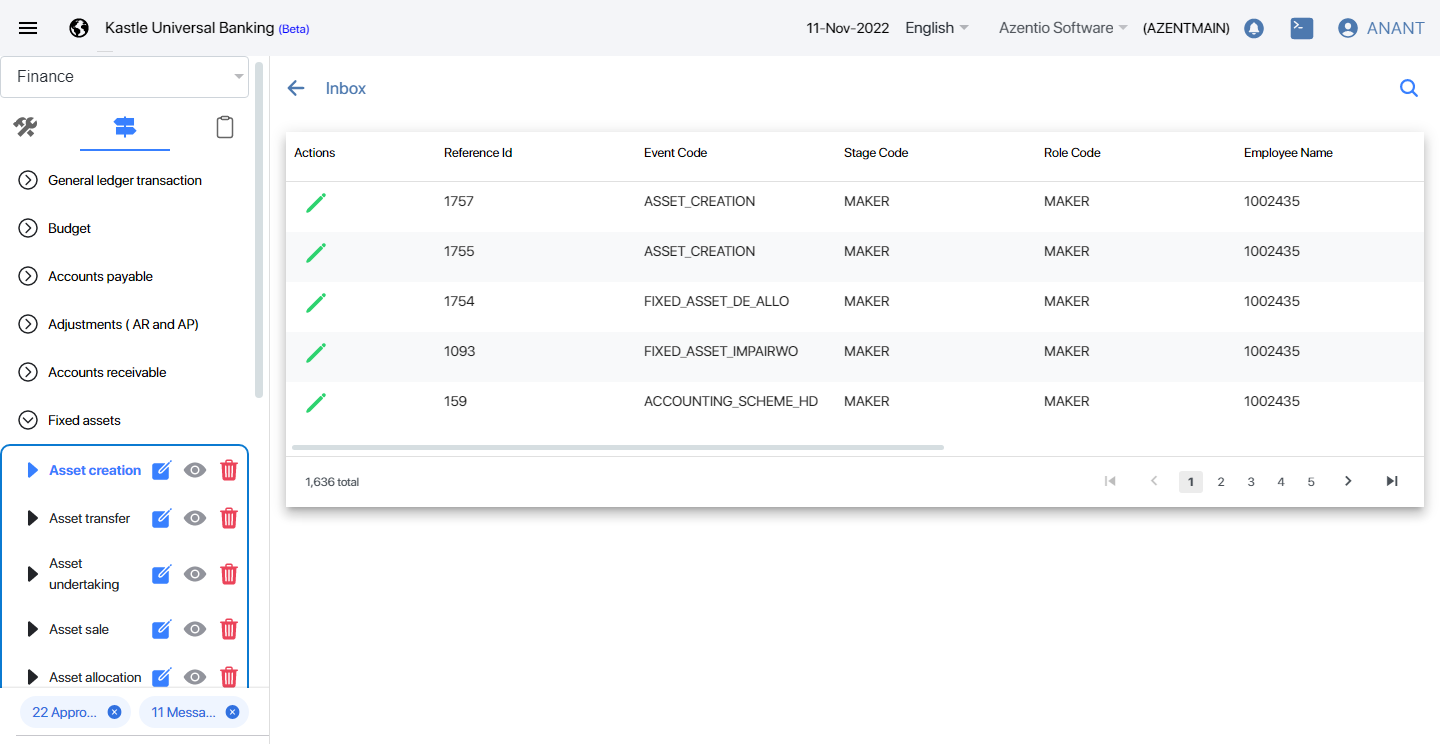 Kastle Universal Banking (Beta)
11-Nov-2022 English Azentio Software (AZENTMAIN) ANANT
Finance
General ledger transaction
Budget
Accounts payable
Adjustments ( AR and AP)
Accounts receivable
Fixed assets
Asset creation
Asset transfer
Asset
undertaking
Asset sale
Asset allocation
22 Appro... 11 Messa...
Inbox
Actions Reference Id Event Code Stage Code Role Code Employee Name
1757 ASSET_CREATION MAKER MAKER 1002435
1755 ASSET_CREATION MAKER MAKER 1002435
1754 FIXED_ASSET_DE_ALLO MAKER MAKER 1002435
1093 FIXED_ASSET_IMPAIRWO MAKER MAKER 1002435
159 ACCOUNTING_SCHEME_HD MAKER MAKER 1002435
1,636 total 1 2 3 4 5